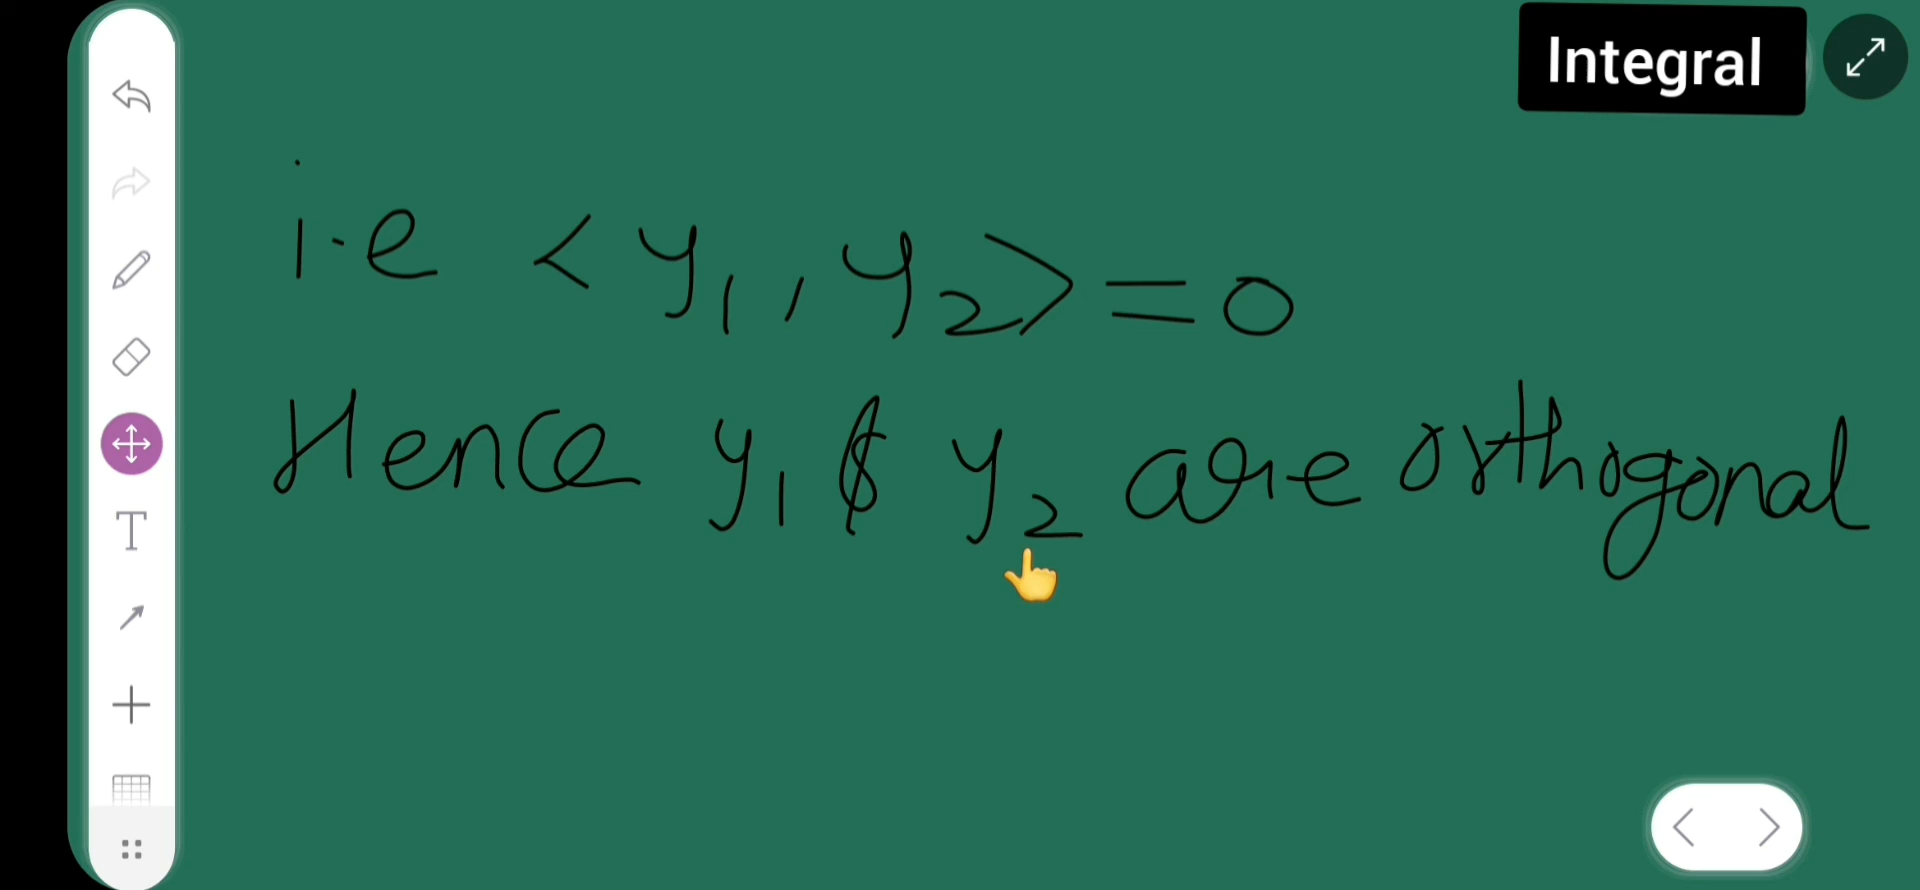 Integral
i.e <y₁, y₂>=0
Hence y₁ & y₂ are orthogonal
T